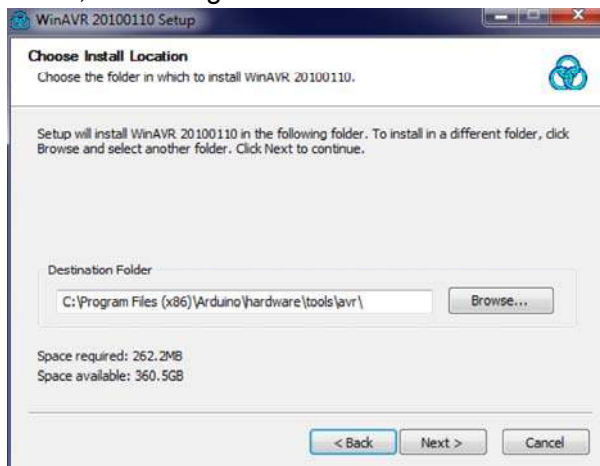 WinAVR 20100110 Setup
Choose Install Location
Choose the folder in which to install WinAVR 20100110.
Setup will install WinAVR 20100110 in the following folder. To install in a different folder, click
Browse and select another folder. Click Next to continue.
Destination Folder
C:\Program Files (x86)\Arduino\hardware\tools\avr\
Browse...
Space required: 262.2MB
Space available: 360.5GB
< Back Next > Cancel